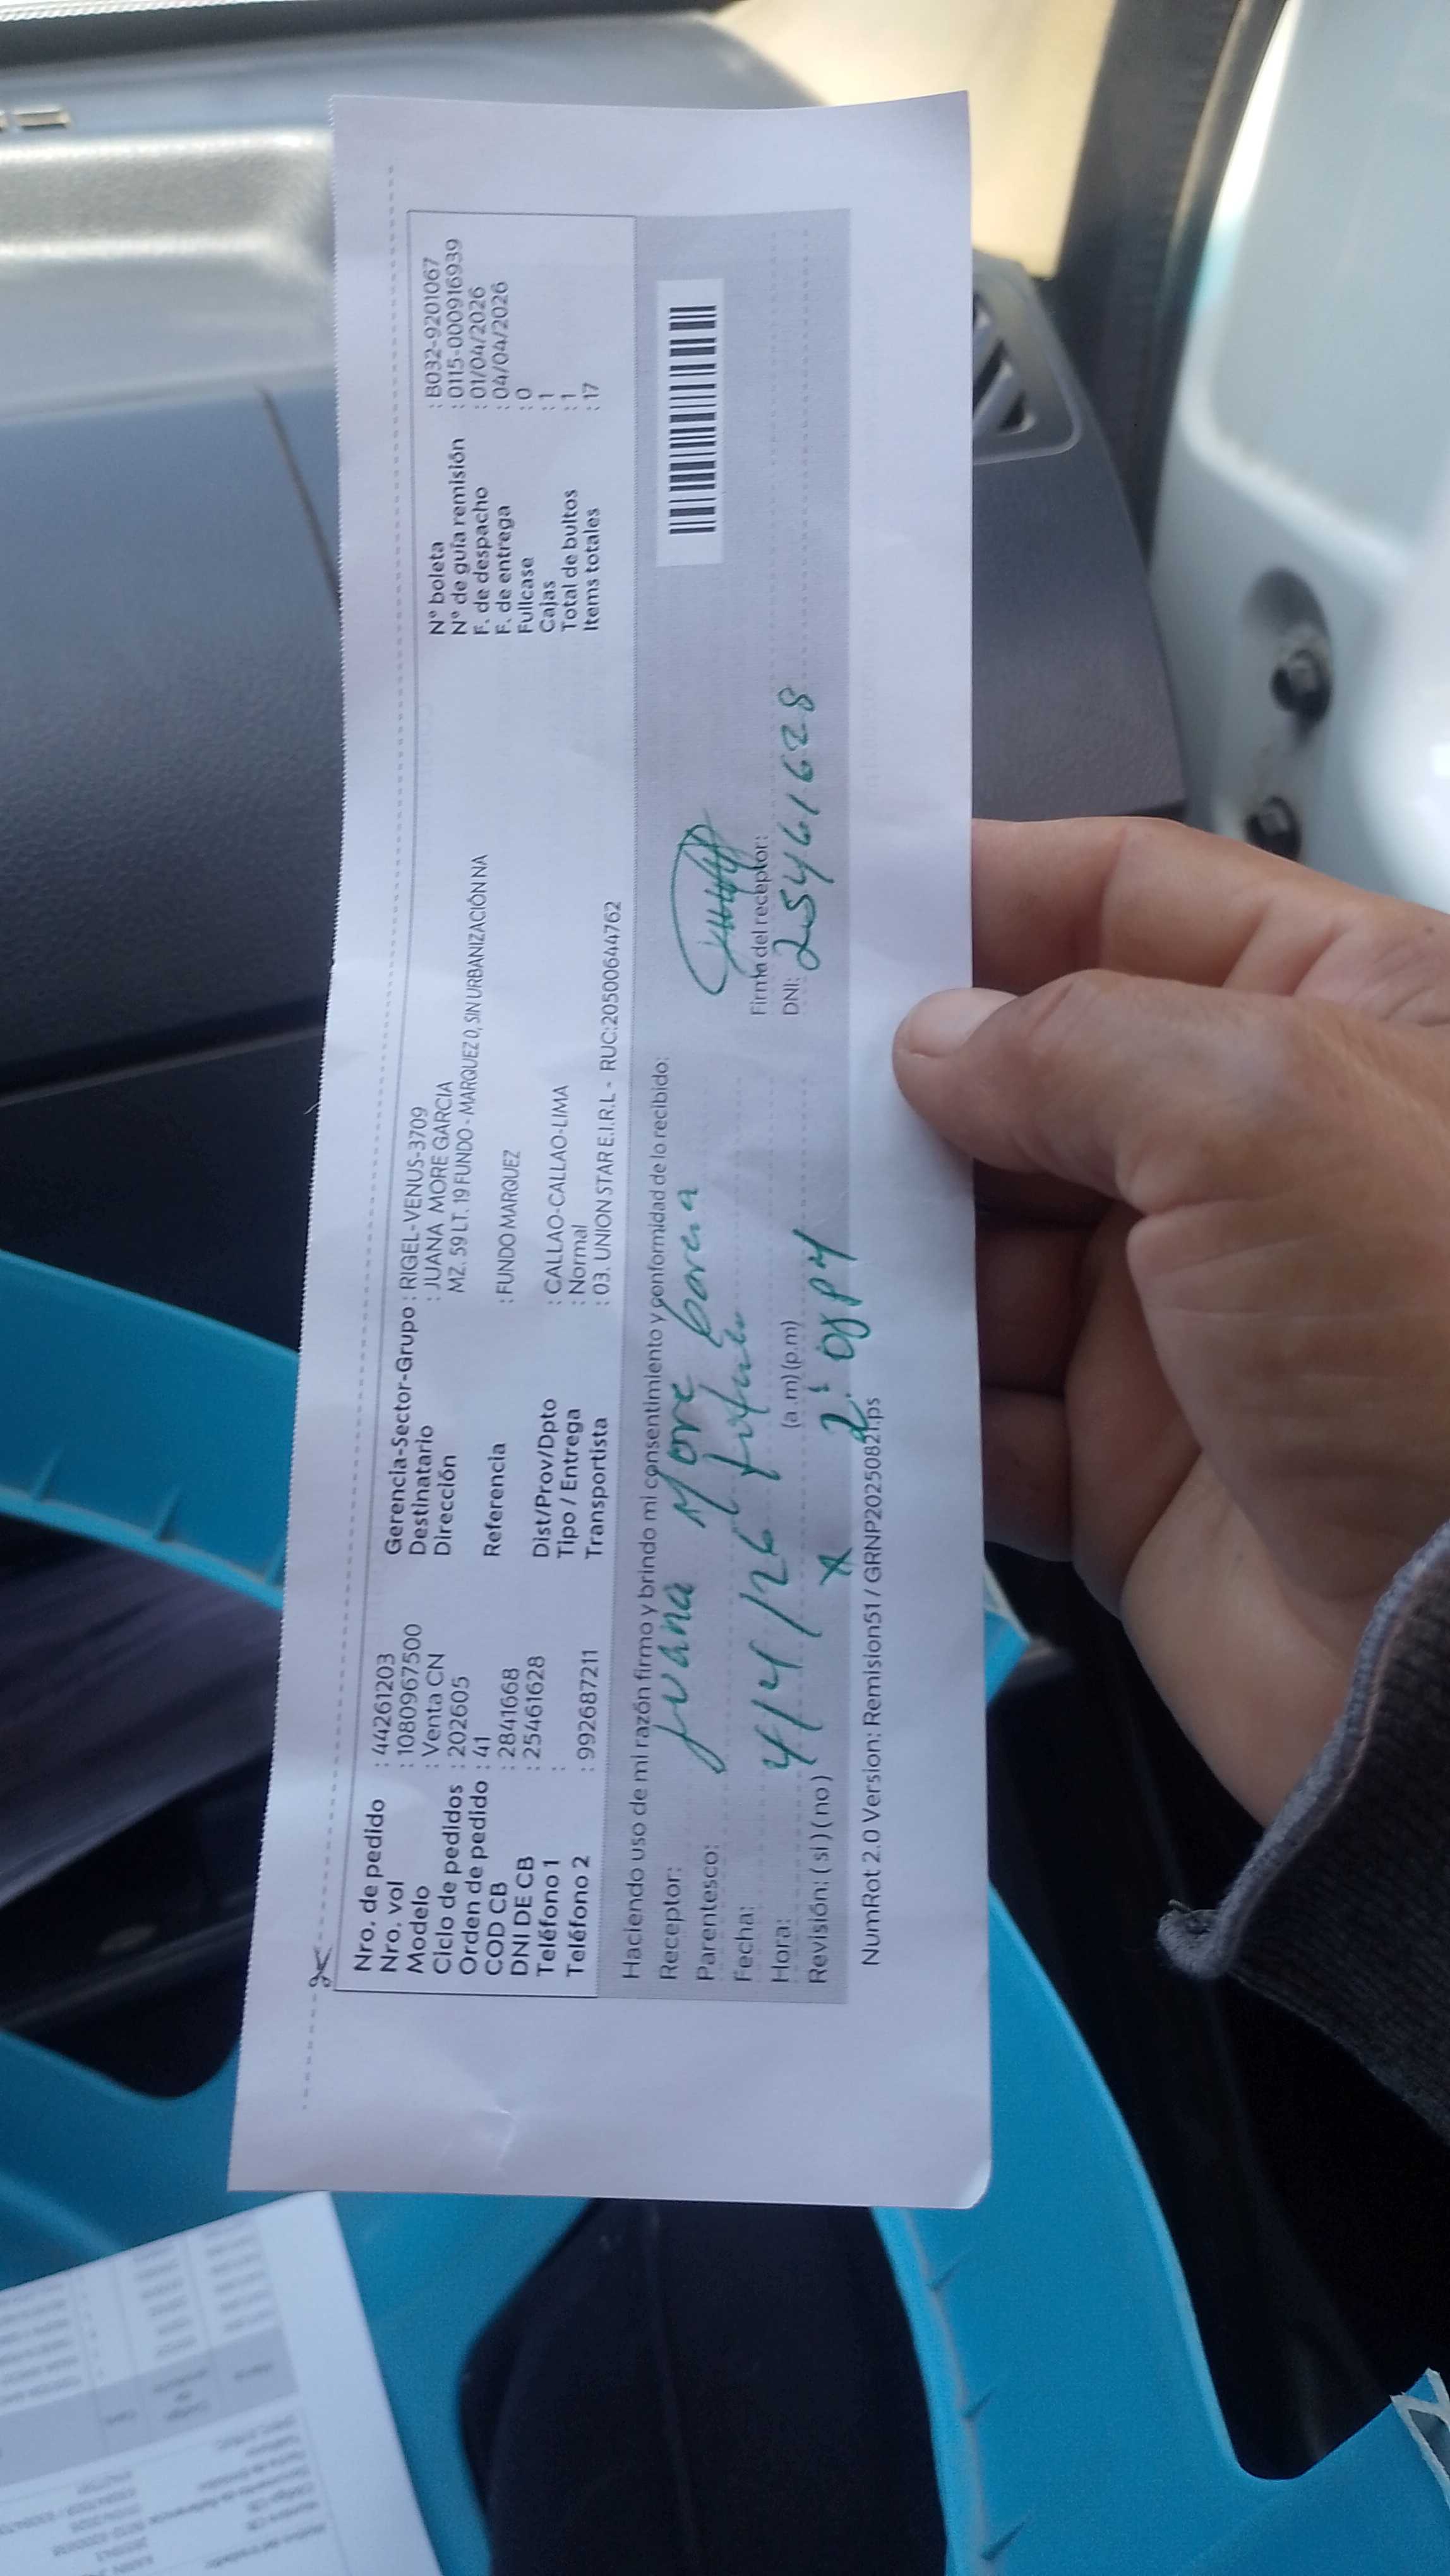 Nro. de pedido : 44261203
Nro. vol : 1080967500
Modelo : Venta CN
Ciclo de pedidos : 202605
Orden de pedido : 41
COD CB : 2841668
DNI DE CB : 25461628
Teléfono 1 :
Teléfono 2 : 992687211
Gerencia-Sector-Grupo : RIGEL-VENUS-3709
Destinatario : JUANA MORE GARCIA
Dirección MZ. 59 LT. 19 FUNDO - MARQUEZ 0, SIN URBANIZACIÓN NA
Referencia : FUNDO MARQUEZ
Dist/Prov/Dpto : CALLAO-CALLAO-LIMA
Tipo / Entrega : Normal
Transportista : 03. UNION STAR E.I.R.L - RUC:20500644762
N° boleta : B032-9201067
N° de guía remisión : 0115-000916939
F. de despacho : 01/04/2026
F. de entrega : 04/04/2026
Fullcase : 0
Cajas : 1
Total de bultos : 1
Items totales : 17
Haciendo uso de mi razón firmo y brindo mi consentimiento y conformidad de lo recibido:
Receptor: Juana More
Parentesco:
Fecha: 4/4/26
Hora: (a.m) (p.m)
Revisión: (si) (no) x
Firma del receptor:
DNI: 25461628
NumRot 2.0 Version: Remision51 / GRNP20250821.ps